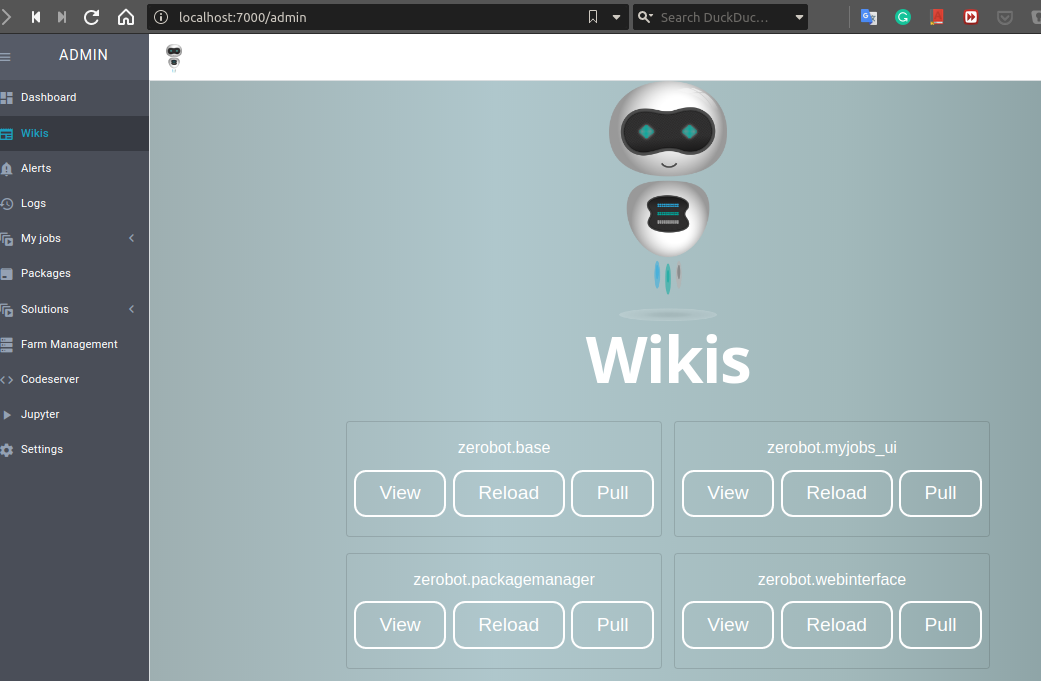 localhost:7000/admin
Search DuckDuc...
ADMIN
Dashboard
Wikis
Alerts
Logs
My jobs
Packages
Solutions
Farm Management
Codeserver
Jupyter
Settings
Wikis
zerobot.base
View Reload Pull
zerobot.myjobs_ui
View Reload Pull
zerobot.packagemanager
View Reload Pull
zerobot.webinterface
View Reload Pull